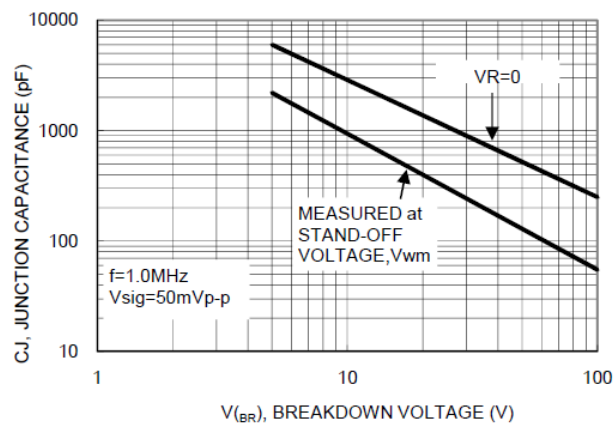 CJ, JUNCTION CAPACITANCE (pF)
10000
1000
100
10
VR=0
MEASURED at
STAND-OFF
VOLTAGE,Vwm
f=1.0MHz
Vsig=50mVp-p
1
10
100
V(BR), BREAKDOWN VOLTAGE (V)